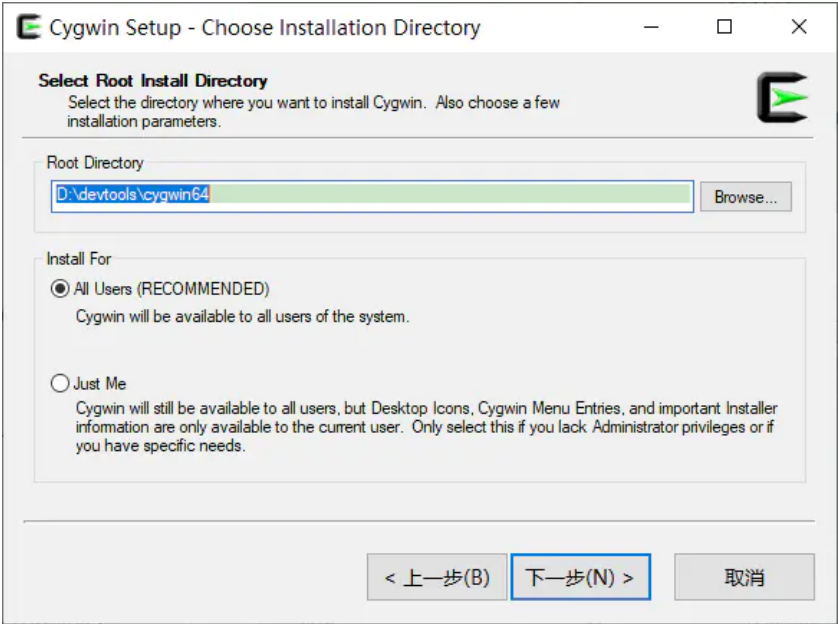 Cygwin Setup - Choose Installation Directory
Select Root Install Directory
Select the directory where you want to install Cygwin.  Also choose a few
installation parameters.
Root Directory
D:\devtools\cygwin64
Browse...
Install For
All Users (RECOMMENDED)
Cygwin will be available to all users of the system.
Just Me
Cygwin will still be available to all users, but Desktop Icons, Cygwin Menu Entries, and important Installer
information are only available to the current user.  Only select this if you lack Administrator privileges or if
you have specific needs.
< 上一步(B)
下一步(N) >
取消